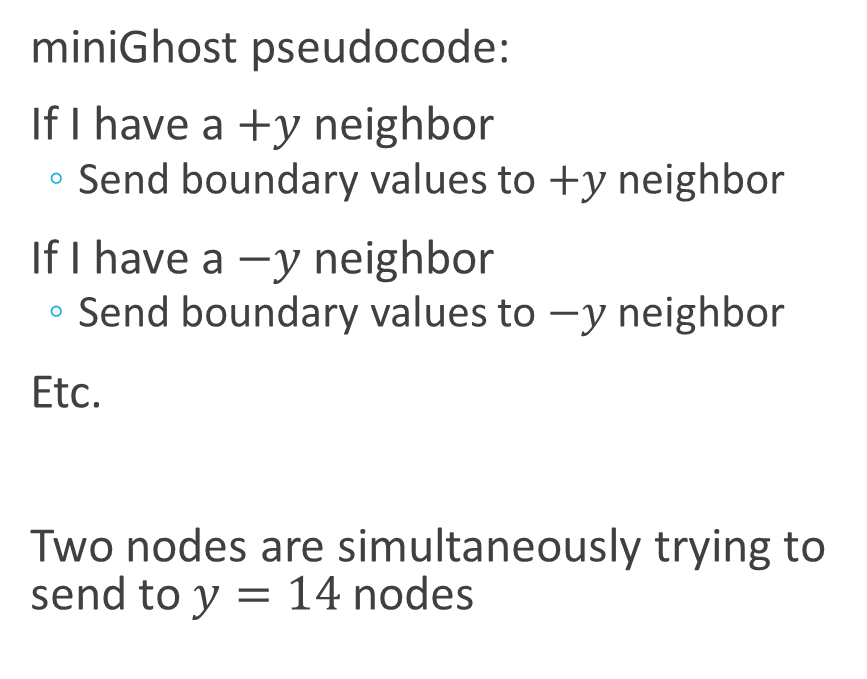 miniGhost pseudocode:
If I have a +y neighbor
◦ Send boundary values to +y neighbor
If I have a −y neighbor
◦ Send boundary values to −y neighbor
Etc.
Two nodes are simultaneously trying to
send to y = 14 nodes